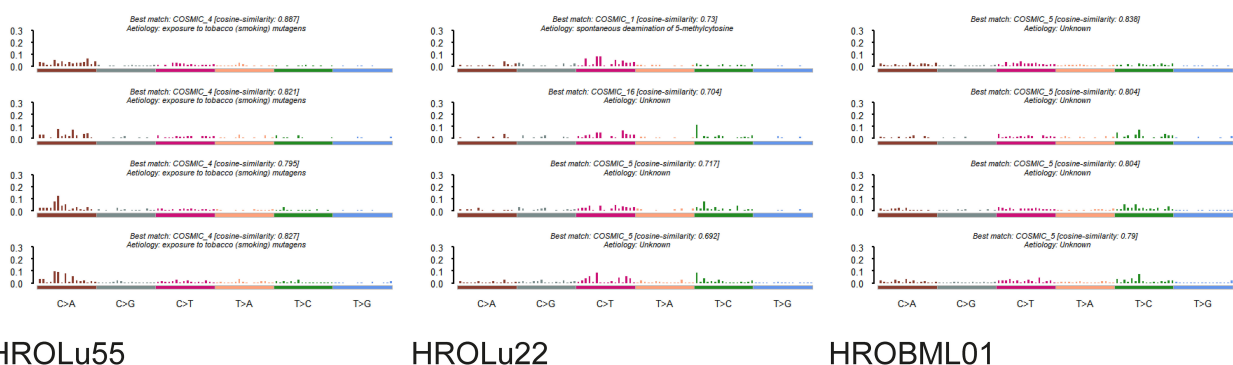 Best match: COSMIC_4 [cosine-similarity: 0.887]
Aetiology: exposure to tobacco (smoking) mutagens
0.3
0.2
0.1
0.0
Best match: COSMIC_4 [cosine-similarity: 0.821]
Aetiology: exposure to tobacco (smoking) mutagens
0.3
0.2
0.1
0.0
Best match: COSMIC_4 [cosine-similarity: 0.795]
Aetiology: exposure to tobacco (smoking) mutagens
0.3
0.2
0.1
0.0
Best match: COSMIC_4 [cosine-similarity: 0.827]
Aetiology: exposure to tobacco (smoking) mutagens
0.3
0.2
0.1
0.0
C>A C>G C>T T>A T>C T>G
HROLu55
Best match: COSMIC_1 [cosine-similarity: 0.73]
Aetiology: spontaneous deamination of 5-methylcytosine
0.3
0.2
0.1
0.0
Best match: COSMIC_16 [cosine-similarity: 0.704]
Aetiology: Unknown
0.3
0.2
0.1
0.0
Best match: COSMIC_5 [cosine-similarity: 0.717]
Aetiology: Unknown
0.3
0.2
0.1
0.0
Best match: COSMIC_5 [cosine-similarity: 0.692]
Aetiology: Unknown
0.3
0.2
0.1
0.0
C>A C>G C>T T>A T>C T>G
HROLu22
Best match: COSMIC_5 [cosine-similarity: 0.838]
Aetiology: Unknown
0.3
0.2
0.1
0.0
Best match: COSMIC_5 [cosine-similarity: 0.804]
Aetiology: Unknown
0.3
0.2
0.1
0.0
Best match: COSMIC_5 [cosine-similarity: 0.804]
Aetiology: Unknown
0.3
0.2
0.1
0.0
Best match: COSMIC_5 [cosine-similarity: 0.79]
Aetiology: Unknown
0.3
0.2
0.1
0.0
C>A C>G C>T T>A T>C T>G
HROBML01